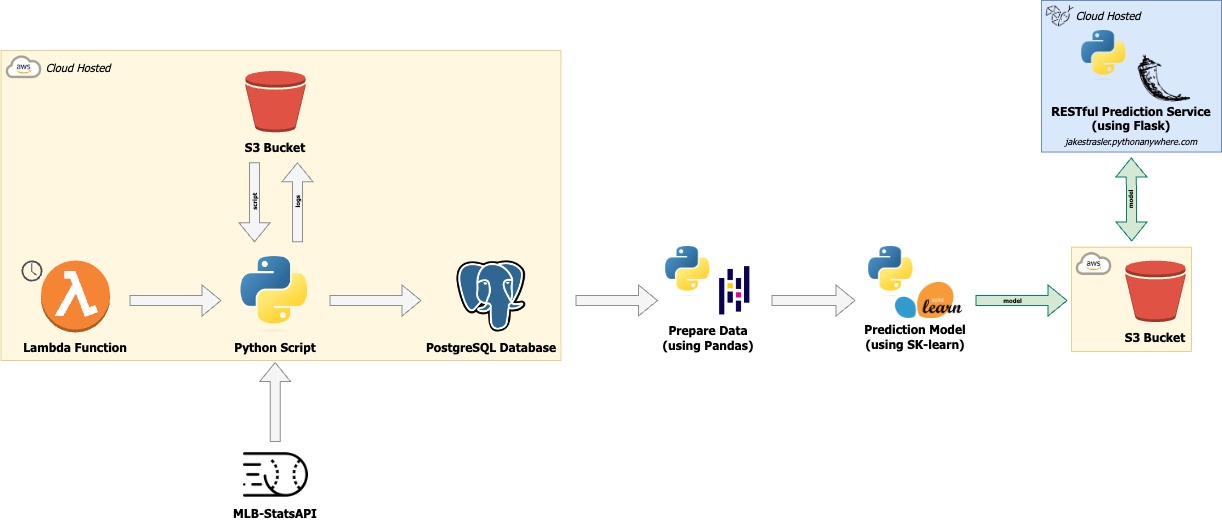 Cloud Hosted
RESTful Prediction Service
(using Flask)
jakestrasler.pythonanywhere.com
aws
Cloud Hosted
S3 Bucket
script
logs
model
Lambda Function
Python Script
PostgreSQL Database
Prepare Data
(using Pandas)
learn
Prediction Model
(using SK-learn)
model
aws
S3 Bucket
MLB-StatsAPI